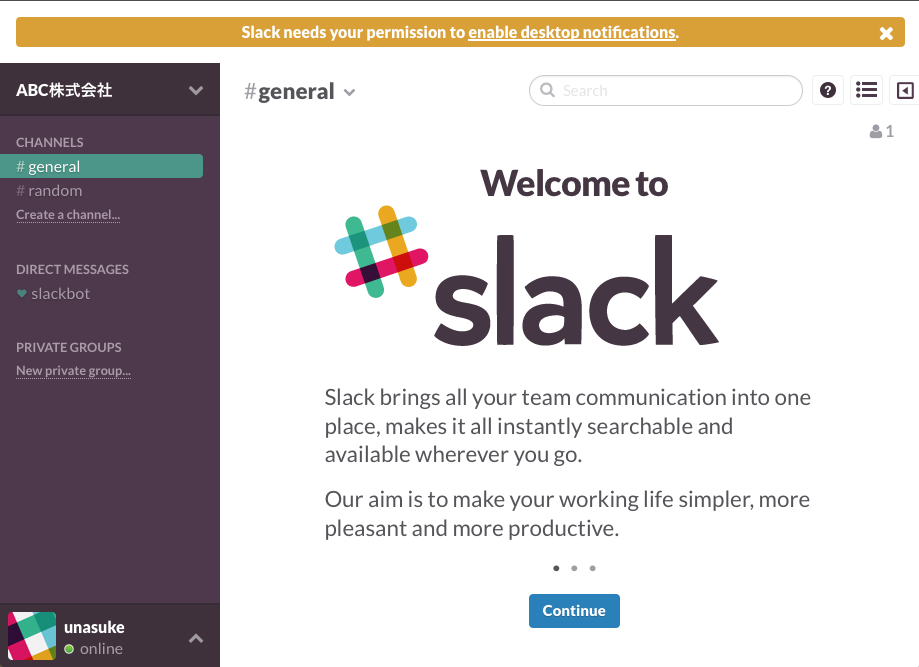 Slack needs your permission to enable desktop notifications.
ABC株式会社
#general
Search
1
CHANNELS
# general
# random
Create a channel...
DIRECT MESSAGES
slackbot
PRIVATE GROUPS
New private group...
unasuke
online
Welcome to
slack
Slack brings all your team communication into one
place, makes it all instantly searchable and
available wherever you go.
Our aim is to make your working life simpler, more
pleasant and more productive.
Continue